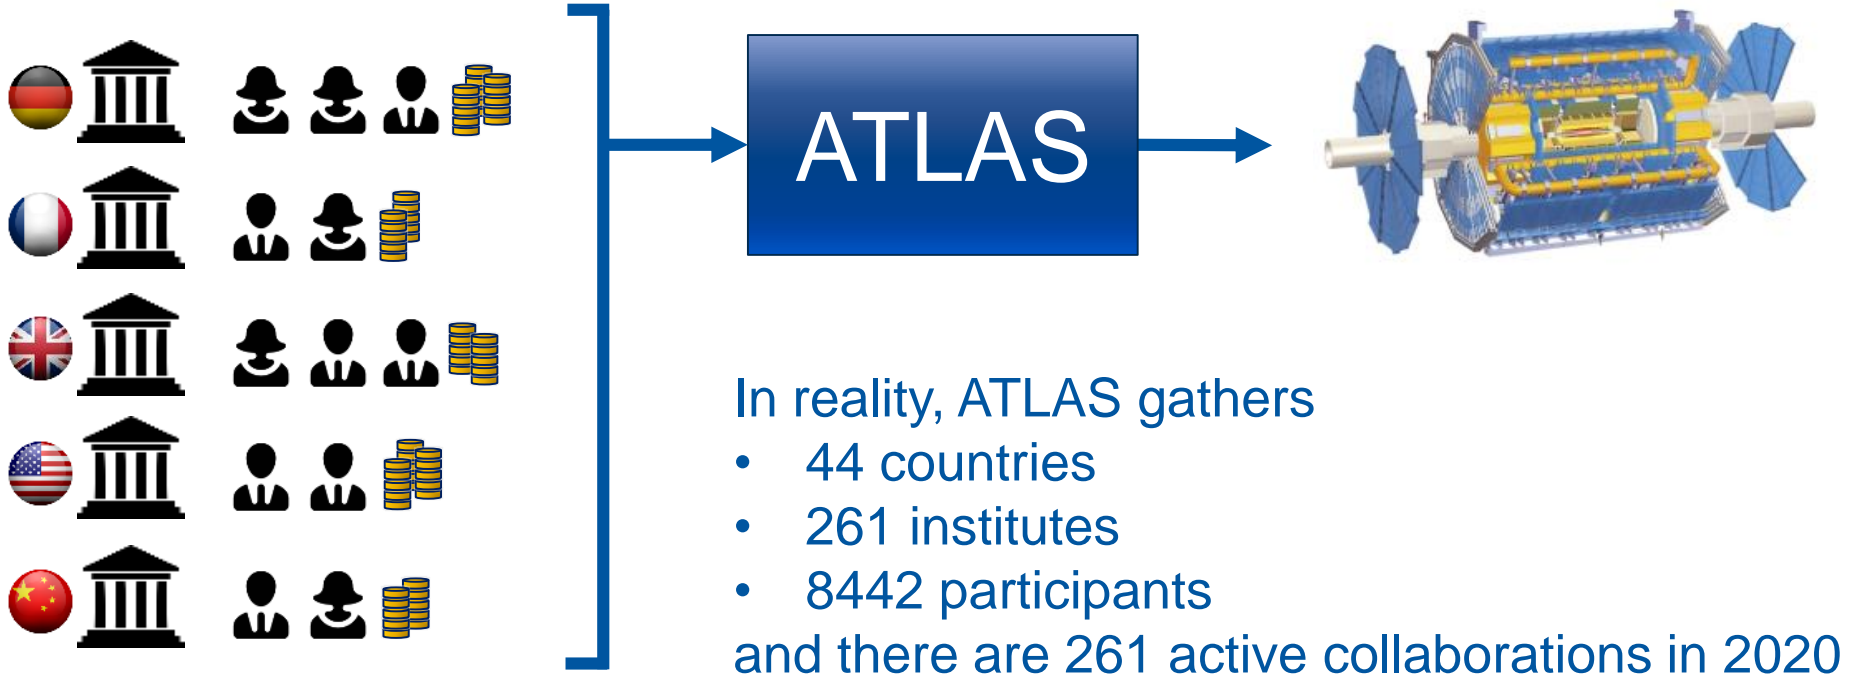 ATLAS
In reality, ATLAS gathers
• 44 countries
• 261 institutes
• 8442 participants
and there are 261 active collaborations in 2020